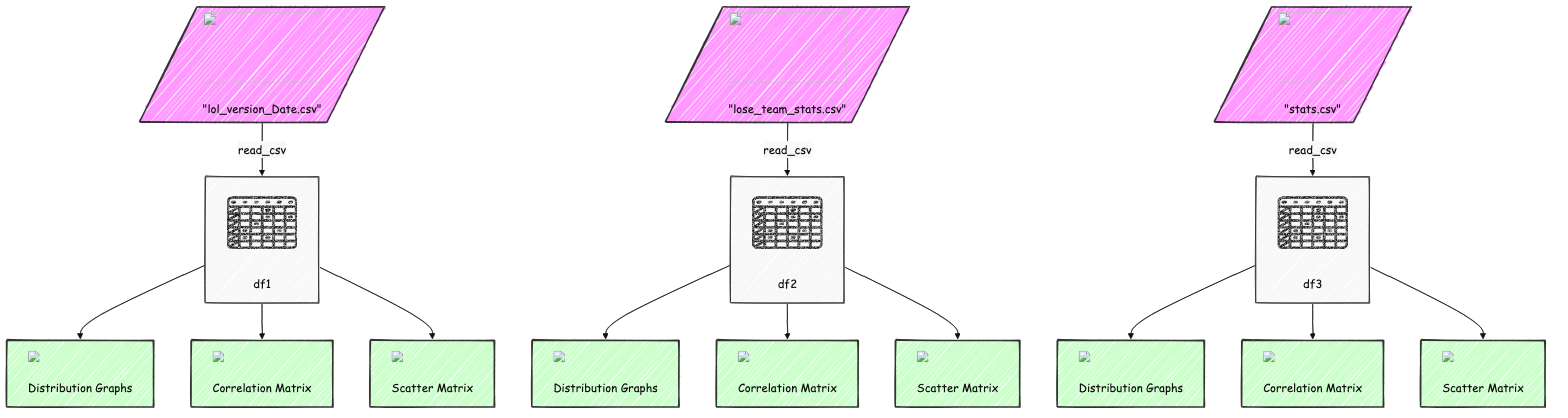 "lol_version_Date.csv"
"lose_team_stats.csv"
"stats.csv"
read_csv
read_csv
read_csv
df1
df2
df3
Distribution Graphs
Correlation Matrix
Scatter Matrix
Distribution Graphs
Correlation Matrix
Scatter Matrix
Distribution Graphs
Correlation Matrix
Scatter Matrix